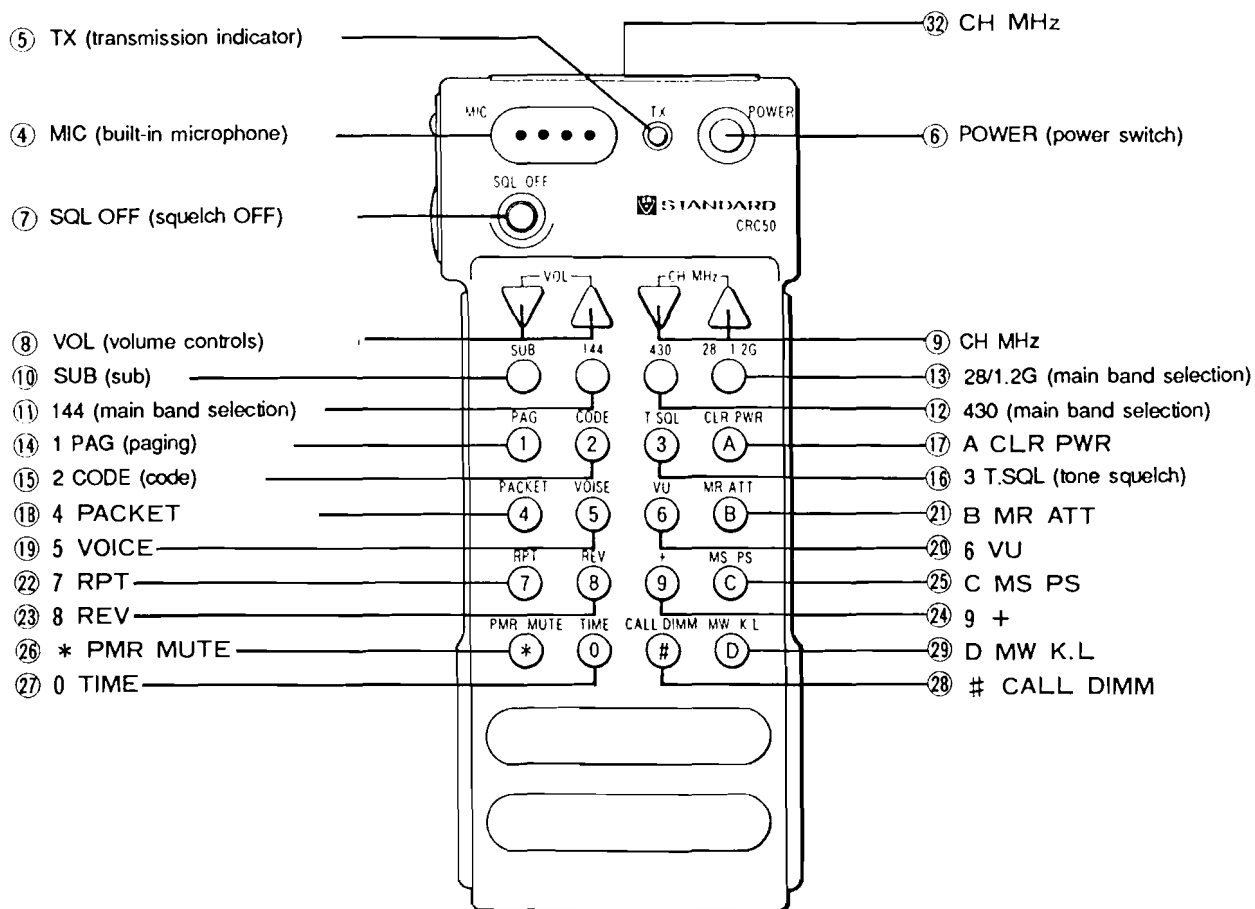 ⑤ TX (transmission indicator)
㉜ CH MHz
④ MIC (built-in microphone)
MIC
TX
POWER
⑥ POWER (power switch)
⑦ SQL OFF (squelch OFF)
SQL OFF
STANDARD
CRC50
VOL
CH MHz
⑧ VOL (volume controls)
⑨ CH MHz
SUB
144
430
28 1.2G
⑩ SUB (sub)
⑬ 28/1.2G (main band selection)
⑪ 144 (main band selection)
⑫ 430 (main band selection)
PAG
CODE
T SQL
CLR PWR
⑭ 1 PAG (paging)
1
2
3
A
⑰ A CLR PWR
⑮ 2 CODE (code)
⑯ 3 T.SQL (tone squelch)
PACKET
VOISE
VU
MR ATT
⑱ 4 PACKET
4
5
6
B
㉑ B MR ATT
⑲ 5 VOICE
⑳ 6 VU
RPT
REV
+
MS PS
㉒ 7 RPT
7
8
9
C
㉕ C MS PS
㉓ 8 REV
㉔ 9 +
PMR MUTE
TIME
CALL DIMM
MW K L
㉖ * PMR MUTE
*
0
#
D
㉙ D MW K.L
㉗ 0 TIME
㉘ # CALL DIMM